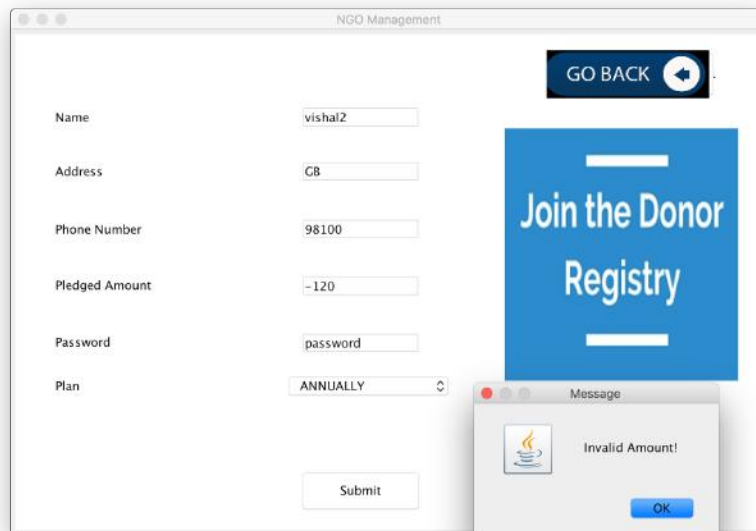 NGO Management
GO BACK
Name
vishal2
Address
GB
Phone Number
98100
Pledged Amount
-120
Password
password
Plan
ANNUALLY
Submit
Join the Donor
Registry
Message
Invalid Amount!
OK